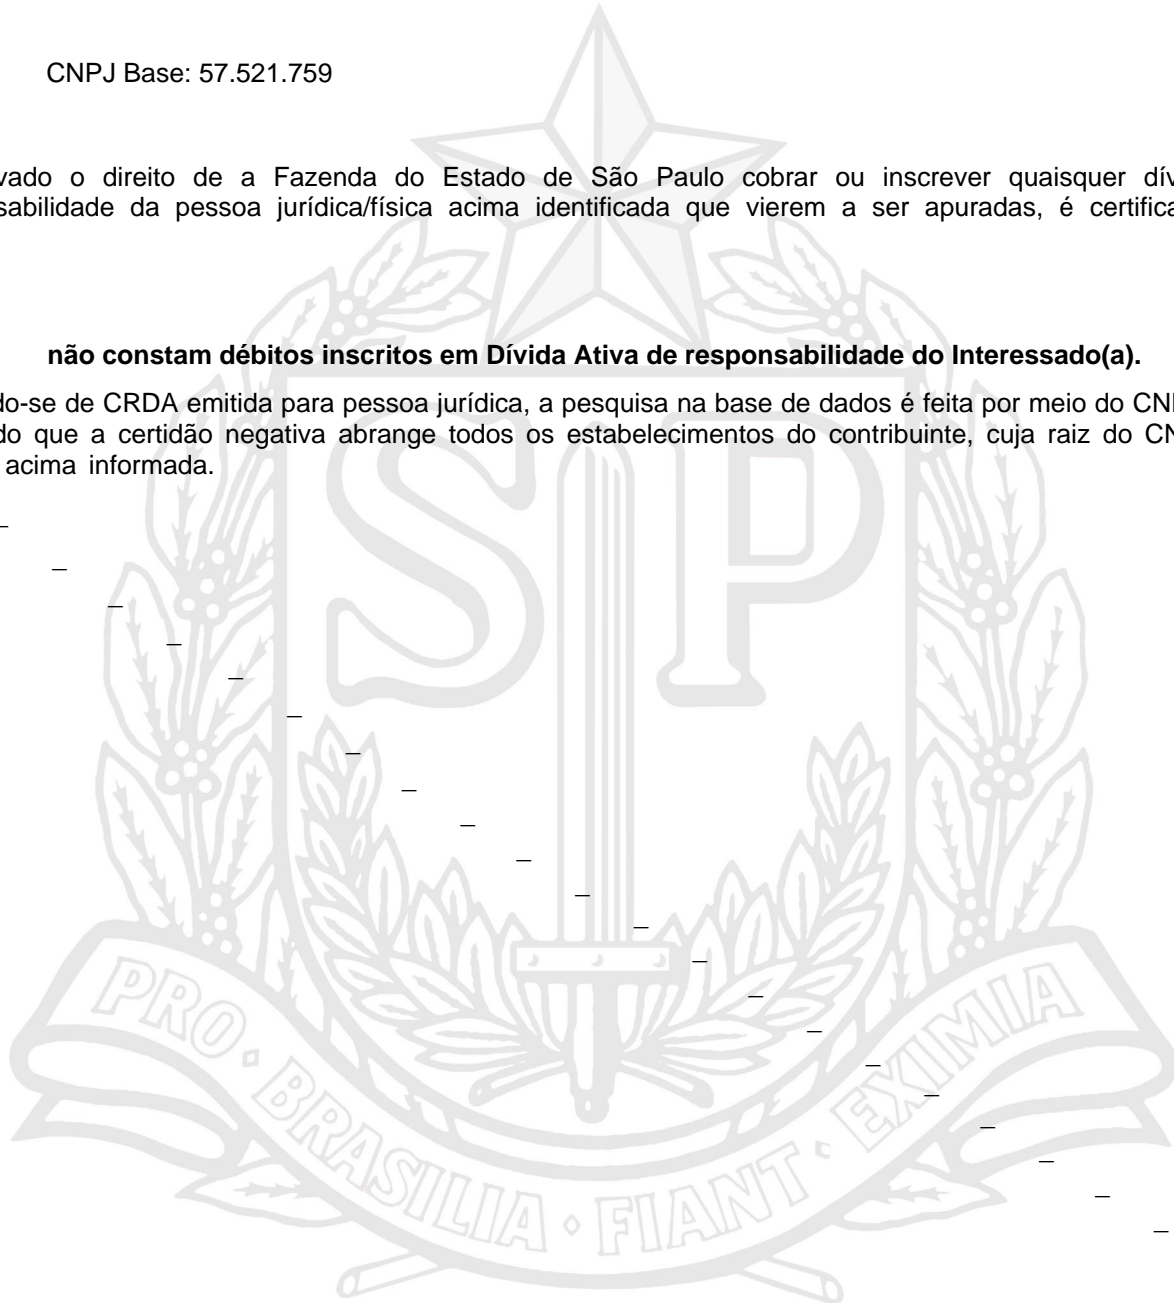 CNPJ Base: 57.521.759
vado o direito de a Fazenda do Estado de São Paulo cobrar ou inscrever quaisquer dív
sabilidade da pessoa jurídica/física acima identificada que vierem a ser apuradas, é certifica
não constam débitos inscritos em Dívida Ativa de responsabilidade do Interessado(a).
do-se de CRDA emitida para pessoa jurídica, a pesquisa na base de dados é feita por meio do CN
do que a certidão negativa abrange todos os estabelecimentos do contribuinte, cuja raiz do CN
acima informada.
SP
PRO · BRASILIA · FIANT · EXIMIA